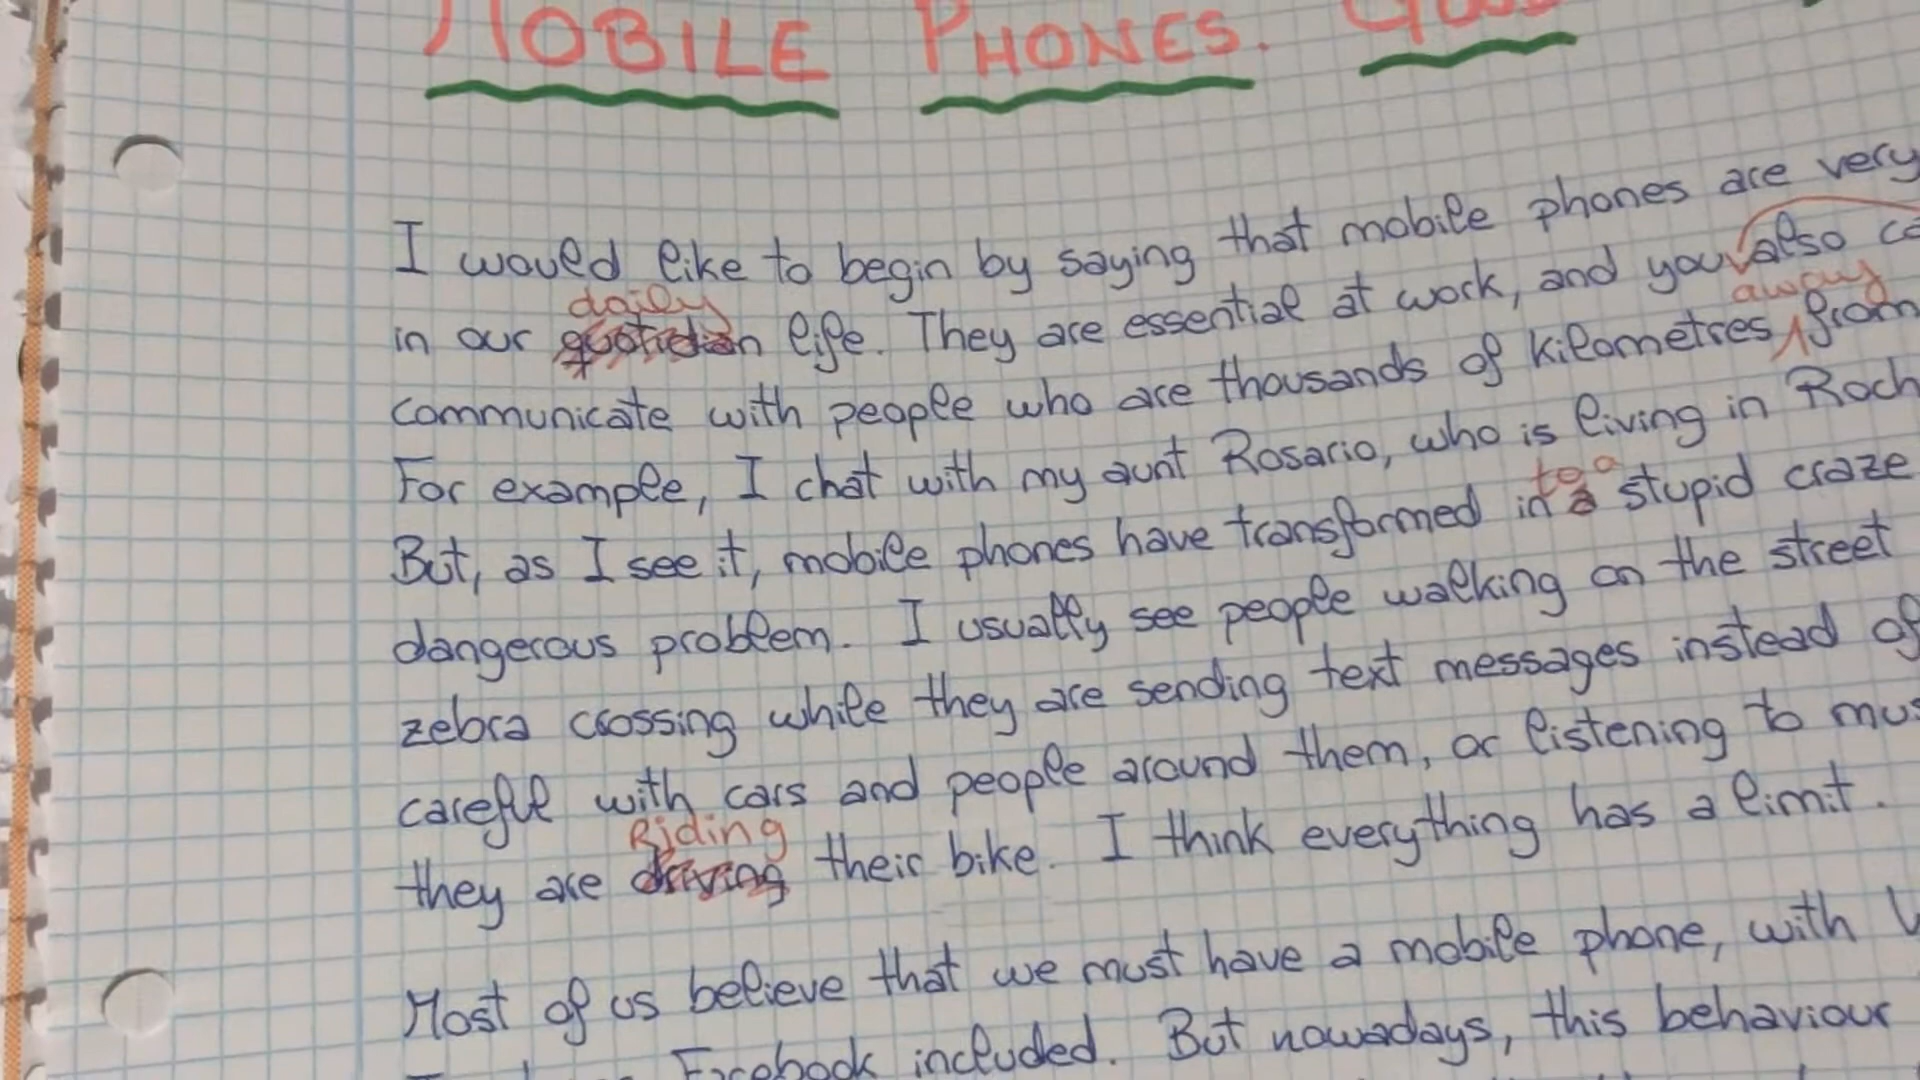 MOBILE PHONES.
I would like to begin by saying that mobile phones are very
daily
in our quotidian life. They are essential at work, and you also
away
communicate with people who are thousands of kilometres from
For example, I chat with my aunt Rosario, who is living in
to a
But, as I see it, mobile phones have transformed in a stupid craze
dangerous problem. I usually see people walking on the street
zebra crossing while they are sending text messages instead of
careful with cars and people around them, or listening to
Riding
they are driving their bike. I think everything has a limit.
Most of us believe that we must have a mobile phone, with
Facebook included. But nowadays, this behaviour